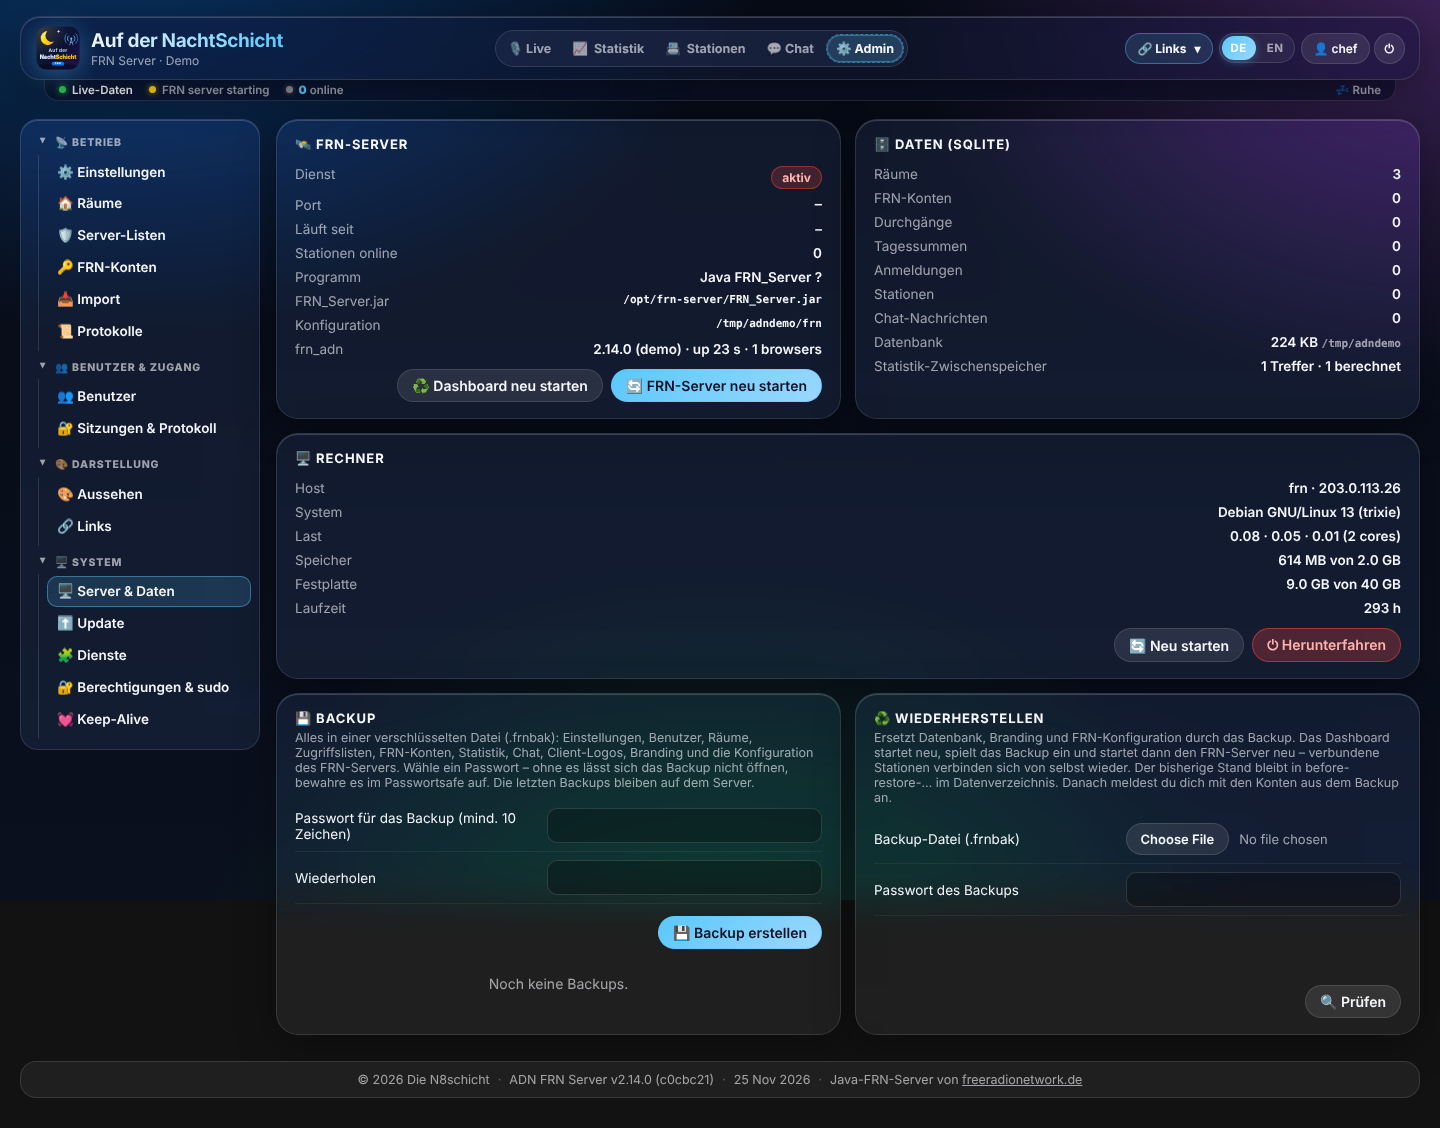 Auf der NachtSchicht
FRN Server · Demo
Live
Statistik
Stationen
Chat
Admin
Links ▾
DE
EN
chef
Live-Daten
FRN server starting
0 online
Ruhe
BETRIEB
Einstellungen
Räume
Server-Listen
FRN-Konten
Import
Protokolle
BENUTZER & ZUGANG
Benutzer
Sitzungen & Protokoll
DARSTELLUNG
Aussehen
Links
SYSTEM
Server & Daten
Update
Dienste
Berechtigungen & sudo
Keep-Alive
FRN-SERVER
Dienst aktiv
Port –
Läuft seit –
Stationen online 0
Programm Java FRN_Server ?
FRN_Server.jar /opt/frn-server/FRN_Server.jar
Konfiguration /tmp/adndemo/frn
frn_adn 2.14.0 (demo) · up 23 s · 1 browsers
Dashboard neu starten
FRN-Server neu starten
DATEN (SQLITE)
Räume 3
FRN-Konten 0
Durchgänge 0
Tagessummen 0
Anmeldungen 0
Stationen 0
Chat-Nachrichten 0
Datenbank 224 KB /tmp/adndemo
Statistik-Zwischenspeicher 1 Treffer · 1 berechnet
RECHNER
Host frn · 203.0.113.26
System Debian GNU/Linux 13 (trixie)
Last 0.08 · 0.05 · 0.01 (2 cores)
Speicher 614 MB von 2.0 GB
Festplatte 9.0 GB von 40 GB
Laufzeit 293 h
Neu starten
Herunterfahren
BACKUP
Alles in einer verschlüsselten Datei (.frnbak): Einstellungen, Benutzer, Räume,
Zugriffslisten, FRN-Konten, Statistik, Chat, Client-Logos, Branding und die Konfiguration
des FRN-Servers. Wähle ein Passwort – ohne es lässt sich das Backup nicht öffnen,
bewahre es im Passwortsafe auf. Die letzten Backups bleiben auf dem Server.
Passwort für das Backup (mind. 10
Zeichen)
Wiederholen
Backup erstellen
Noch keine Backups.
WIEDERHERSTELLEN
Ersetzt Datenbank, Branding und FRN-Konfiguration durch das Backup. Das Dashboard
startet neu, spielt das Backup ein und startet dann den FRN-Server neu – verbundene
Stationen verbinden sich von selbst wieder. Der bisherige Stand bleibt in before-
restore-… im Datenverzeichnis. Danach meldest du dich mit den Konten aus dem Backup
an.
Backup-Datei (.frnbak) Choose File No file chosen
Passwort des Backups
Prüfen
© 2026 Die N8schicht · ADN FRN Server v2.14.0 (c0cbc21) · 25 Nov 2026 · Java-FRN-Server von freeradionetwork.de